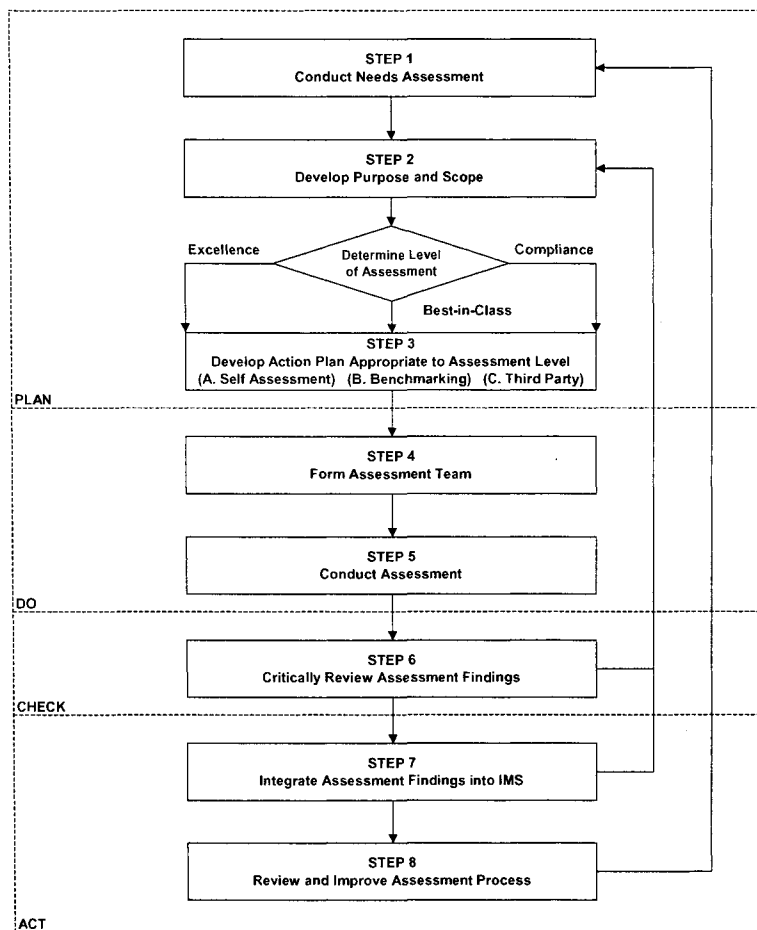 STEP 1
Conduct Needs Assessment
STEP 2
Develop Purpose and Scope
Excellence
Determine Level
of Assessment
Compliance
Best-in-Class
STEP 3
Develop Action Plan Appropriate to Assessment Level
(A. Self Assessment) (B. Benchmarking) (C. Third Party)
PLAN
STEP 4
Form Assessment Team
STEP 5
Conduct Assessment
DO
STEP 6
Critically Review Assessment Findings
CHECK
STEP 7
Integrate Assessment Findings into IMS
STEP 8
Review and Improve Assessment Process
ACT